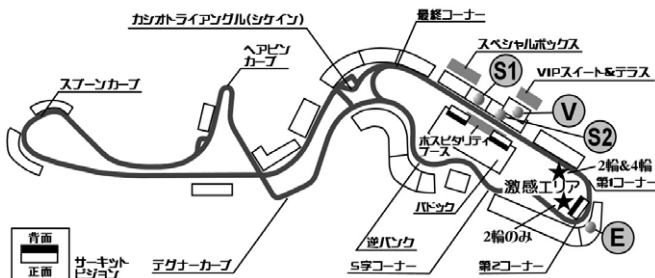 カシオトライアングル(シケイン)
最終コーナー
スペシャルボックス
ヘアピン
カーブ
S1
VIPスイート&テラス
スプーンカーブ
V
S2
ホスピタリティ
ブース
2輪&4輪
激感エリア
第1コーナー
パドック
背面
正面
サーキット
ビジョン
デグナーカーブ
逆バンク
S字コーナー
2輪のみ
第2コーナー
E